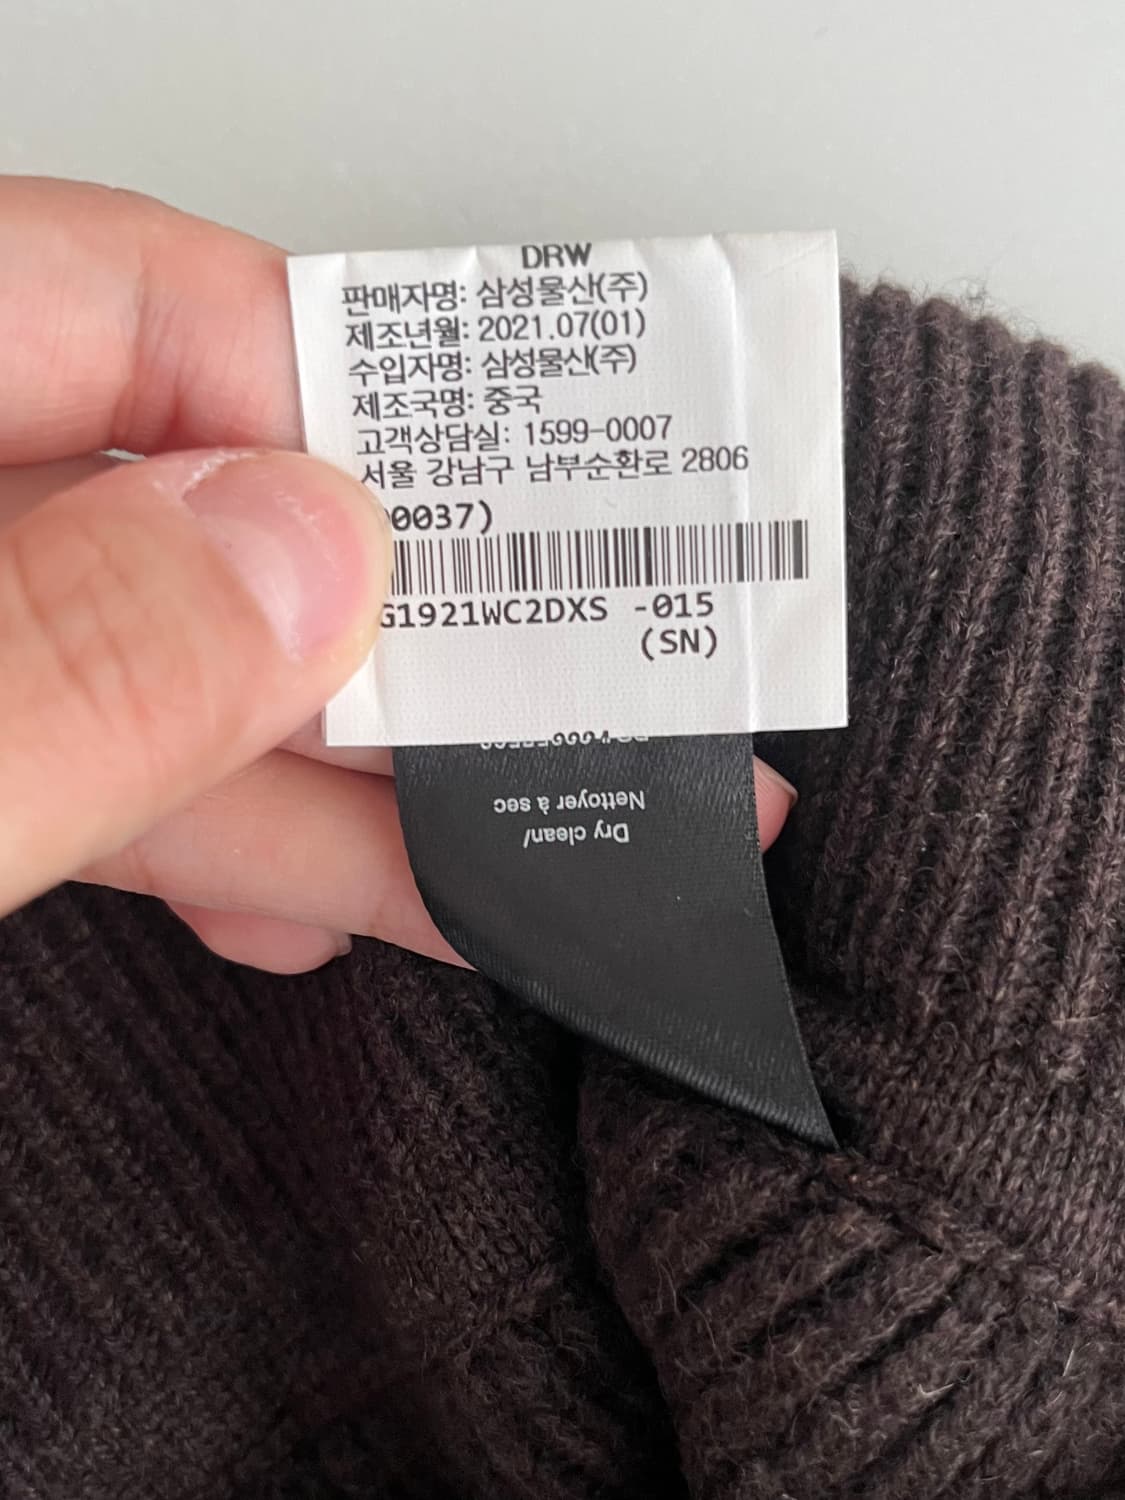 DRW
판매자명: 삼성물산(주)
제조년월: 2021.07(01)
수입자명: 삼성물산(주)
제조국명: 중국
고객상담실: 1599-0007
서울 강남구 남부순환로 2806
0037)
G1921WC2DXS -015
(SN)
Dry clean/
Nettoyer à sec